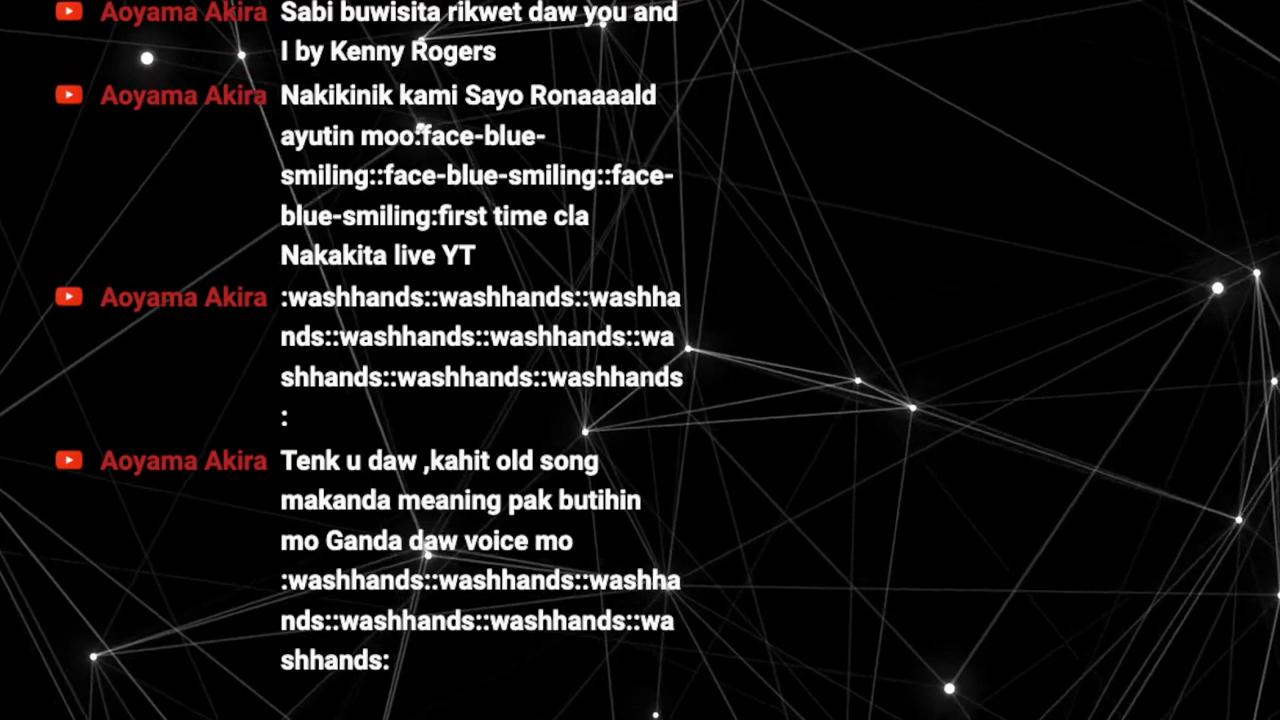 Aoyama Akira Sabi buwisita rikwet daw you and
I by Kenny Rogers
Aoyama Akira Nakikinik kami Sayo Ronaaaald
ayutin moo:face-blue-
smiling::face-blue-smiling::face-
blue-smiling:first time cla
Nakakita live YT
Aoyama Akira :washhands::washhands::washha
nds::washhands::washhands::wa
shhands::washhands::washhands
:
Aoyama Akira Tenk u daw ,kahit old song
makanda meaning pak butihin
mo Ganda daw voice mo
:washhands::washhands::washha
nds::washhands::washhands::wa
shhands: